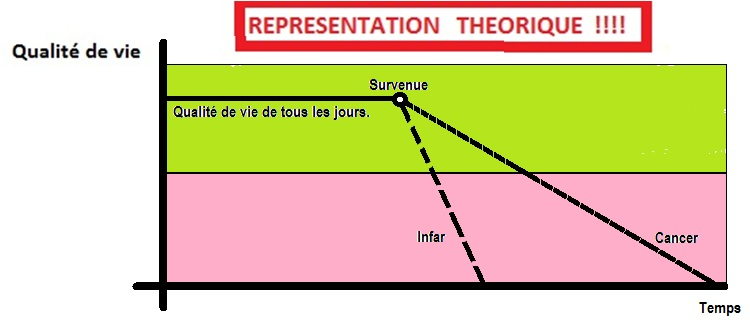 REPRESENTATION THEORIQUE !!!!
Qualité de vie
Survenue
Qualité de vie de tous les jours.
Infar
Cancer
Temps